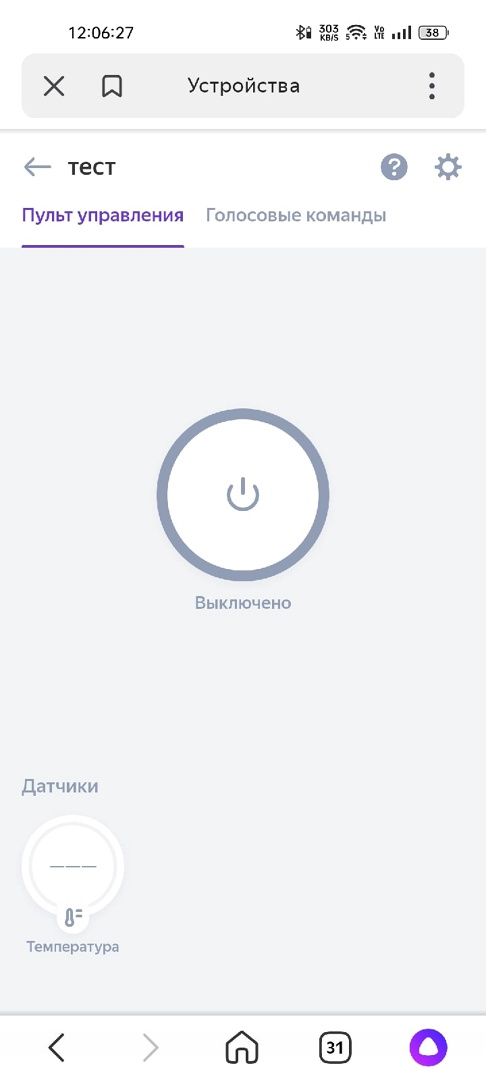 12:06:27
303
KB/S
Vo
LTE
38
Устройства
тест
Пульт управления
Голосовые команды
Выключено
Датчики
———
Температура
31